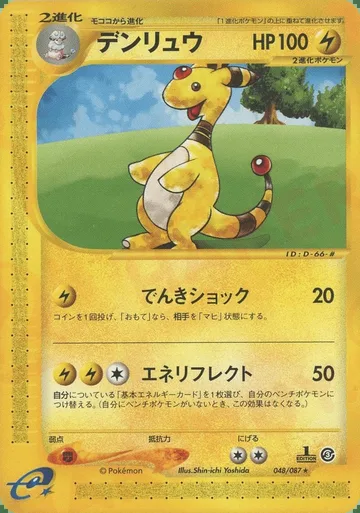 2進化
モココから進化
「1進化ポケモン」の上に重ねて進化させます。
デンリュウ
HP100
2進化ポケモン
ID:D-66-#
でんきショック 20
コインを1回投げ、「おもて」なら、相手を「マヒ」状態にする。
エネリフレクト 50
自分についている「基本エネルギーカード」を1枚選び、自分のベンチポケモンに
つけ替える。(自分にベンチポケモンがいないとき、この効果はなくなる。)
弱点 抵抗力 にげる
©Pokémon Illus.Shin-ichi Yoshida 048/087★
1
EDITION
e